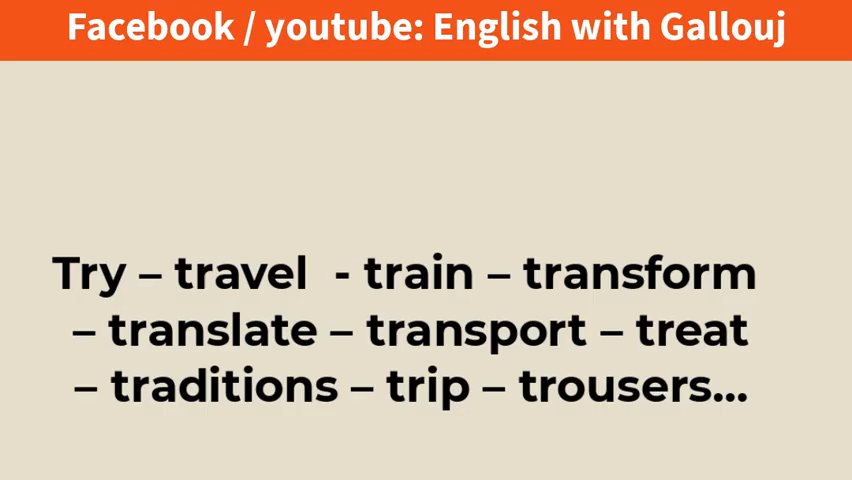 Facebook / youtube: English with Gallouj
Try – travel  - train – transform
– translate – transport – treat
– traditions – trip – trousers...